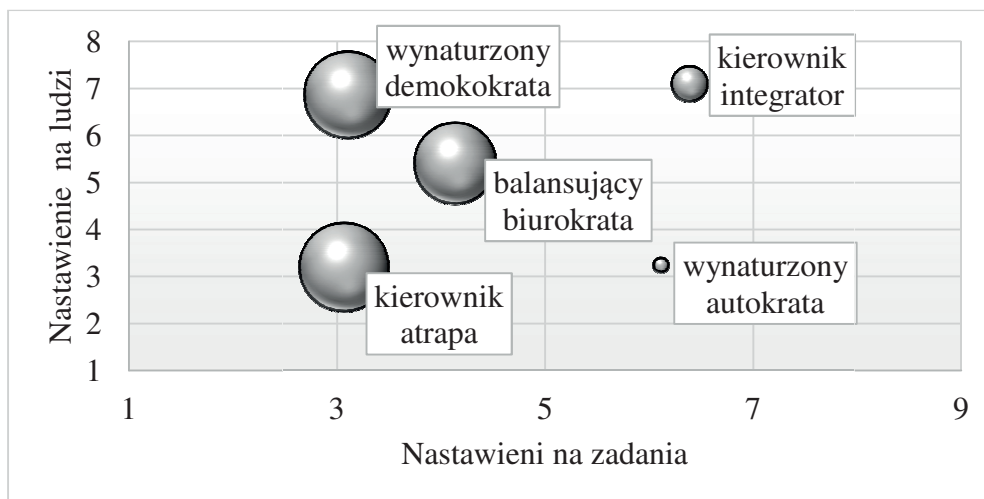 8
7
6
5
4
3
2
1
Nastawienie na ludzi
wynaturzony
demokokrata
kierownik
integrator
balansujący
biurokrata
wynaturzony
autokrata
kierownik
atrapa
1 3 5 7 9
Nastawieni na zadania